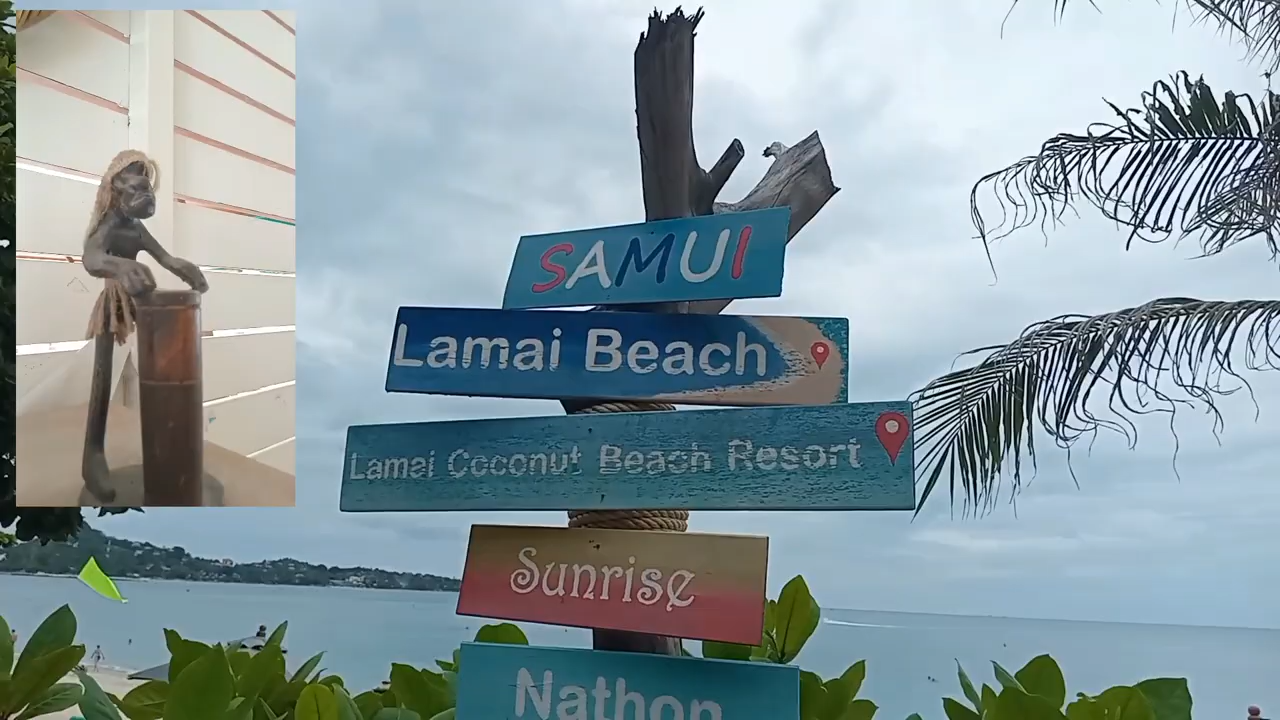 SAMUI
Lamai Beach
Lamai Coconut Beach Resort
Sunrise
Nathon